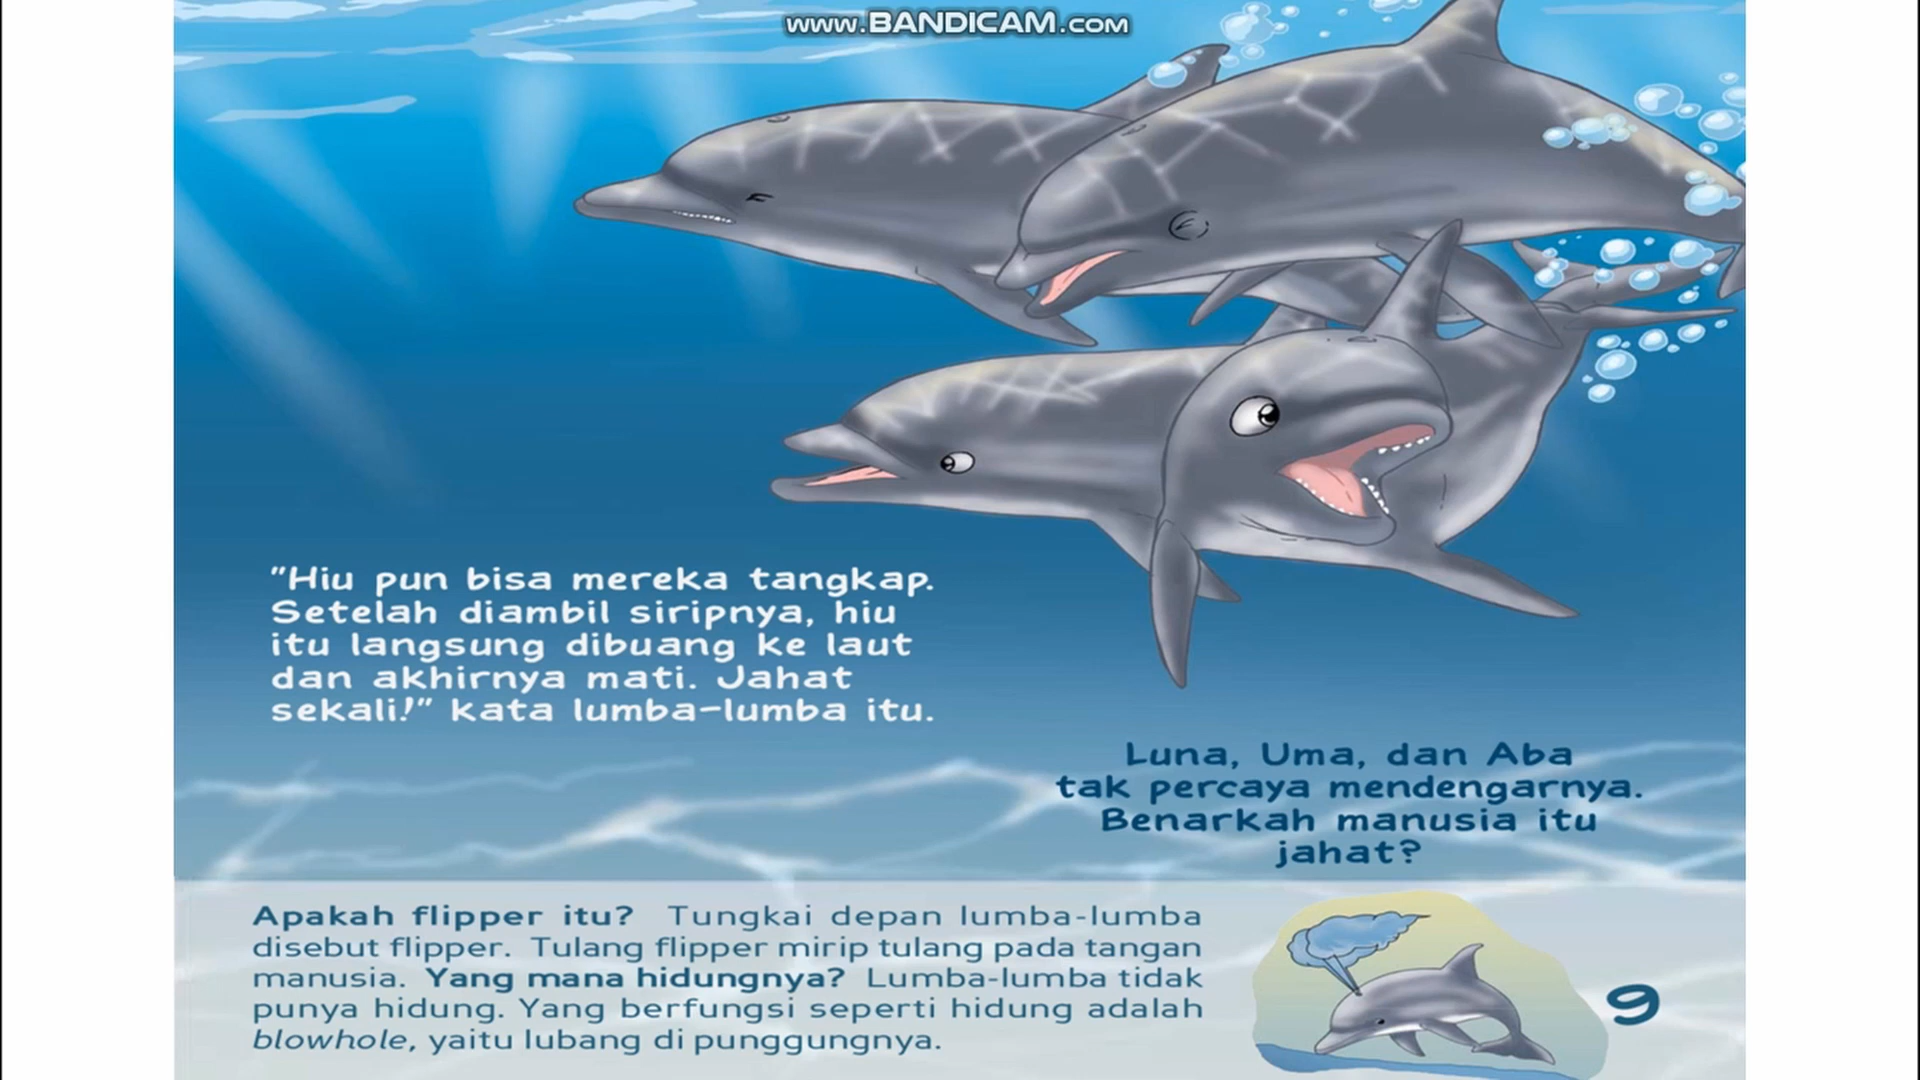 www.BANDICAM.com
"Hiu pun bisa mereka tangkap.
Setelah diambil siripnya, hiu
itu langsung dibuang ke laut
dan akhirnya mati. Jahat
sekali!" kata lumba-lumba itu.
Luna, Uma, dan Aba
tak percaya mendengarnya.
Benarkah manusia itu
jahat?
Apakah flipper itu? Tungkai depan lumba-lumba
disebut flipper. Tulang flipper mirip tulang pada tangan
manusia. Yang mana hidungnya? Lumba-lumba tidak
punya hidung. Yang berfungsi seperti hidung adalah
blowhole, yaitu lubang di punggungnya.
9